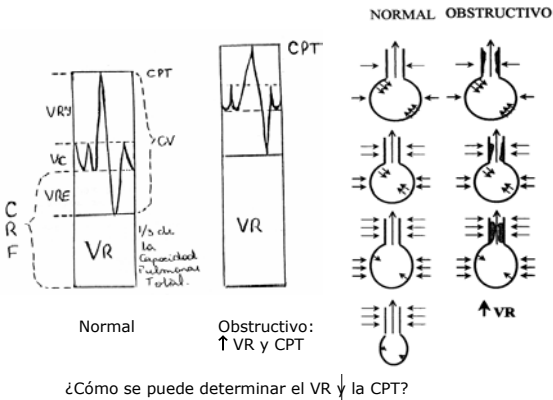 NORMAL OBSTRUCTIVO
CPT
VRI
VC
VRE
CV
C
R
F
VR
1/3 de
la
Capacidad
Pulmonar
Total.
Normal
CPT
VR
Obstructivo:
↑ VR y CPT
↑ VR
¿Cómo se puede determinar el VR y la CPT?